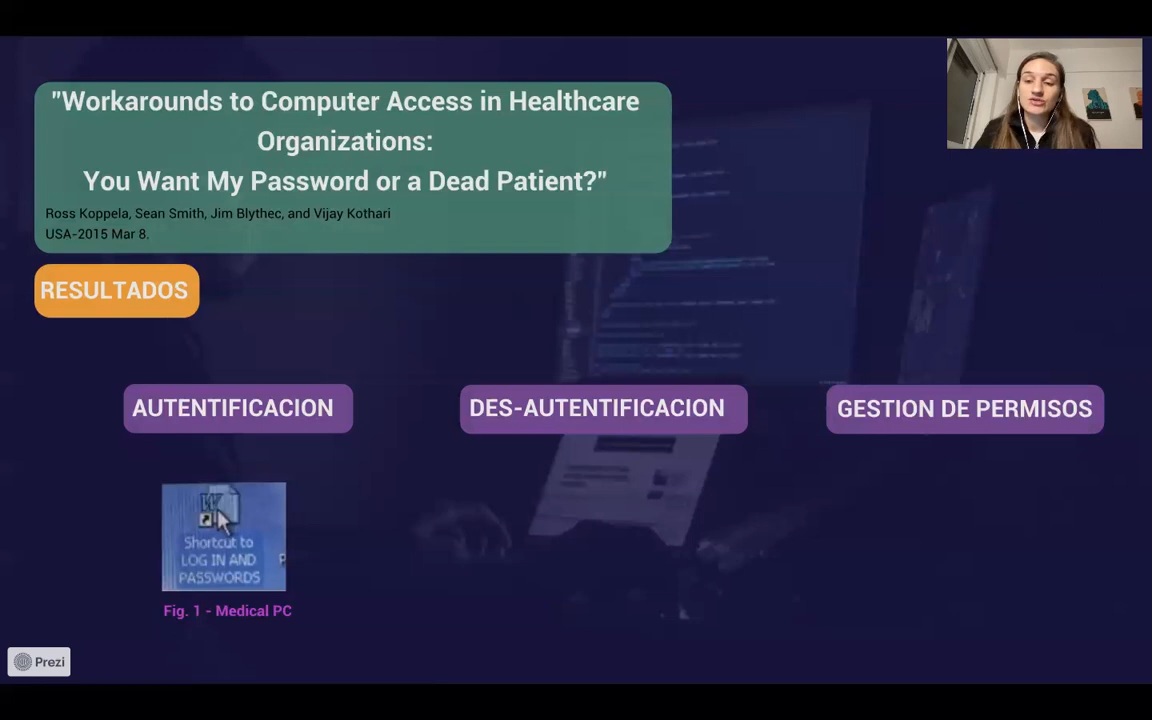 "Workarounds to Computer Access in Healthcare
Organizations:
You Want My Password or a Dead Patient?"
Ross Koppela, Sean Smith, Jim Blythec, and Vijay Kothari
USA-2015 Mar 8.
RESULTADOS
AUTENTIFICACION
DES-AUTENTIFICACION
GESTION DE PERMISOS
Shortcut to
LOG IN AND
PASSWORDS
Fig. 1 - Medical PC
Prezi